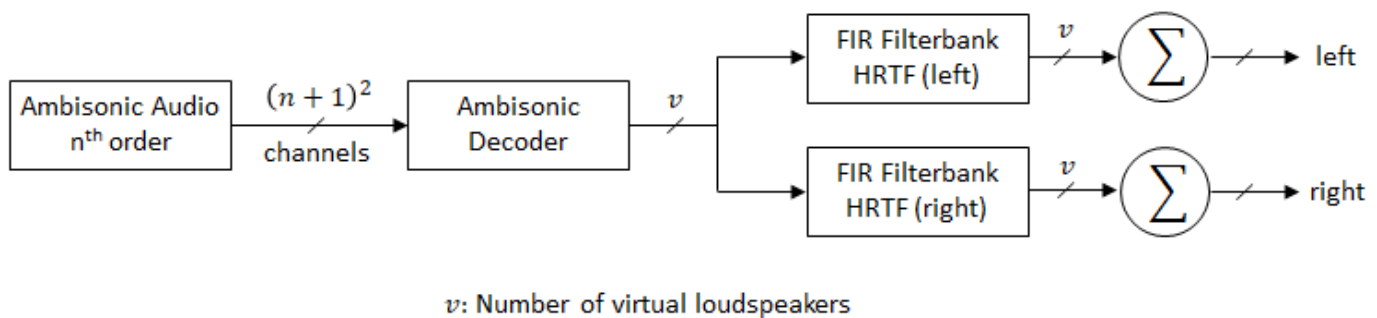 Ambisonic Audio
nᵗʰ order
(n + 1)²
channels
Ambisonic
Decoder
v
FIR Filterbank
HRTF (left)
v
∑
left
FIR Filterbank
HRTF (right)
v
∑
right
v: Number of virtual loudspeakers